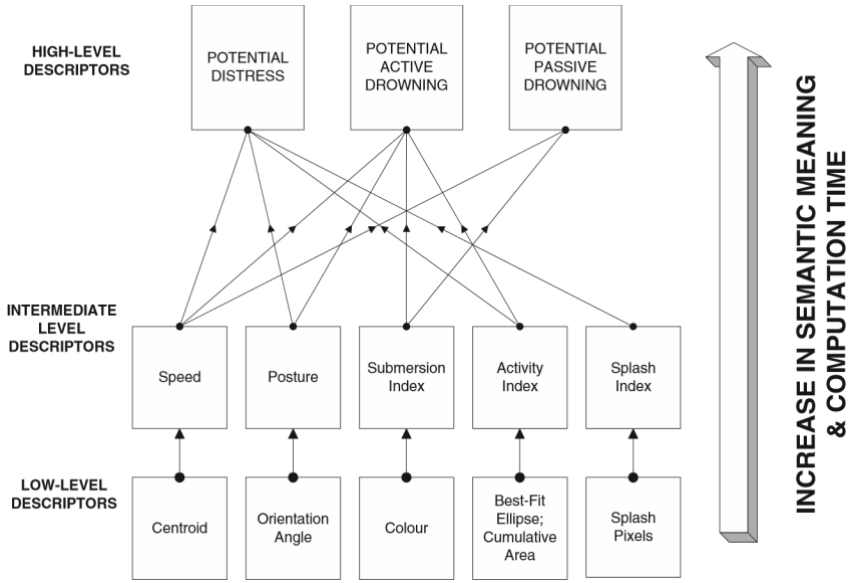 HIGH-LEVEL
DESCRIPTORS
POTENTIAL
DISTRESS
POTENTIAL
ACTIVE
DROWNING
POTENTIAL
PASSIVE
DROWNING
INTERMEDIATE
LEVEL
DESCRIPTORS
Speed
Posture
Submersion
Index
Activity
Index
Splash
Index
LOW-LEVEL
DESCRIPTORS
Centroid
Orientation
Angle
Colour
Best-Fit
Ellipse;
Cumulative
Area
Splash
Pixels
INCREASE IN SEMANTIC MEANING
& COMPUTATION TIME